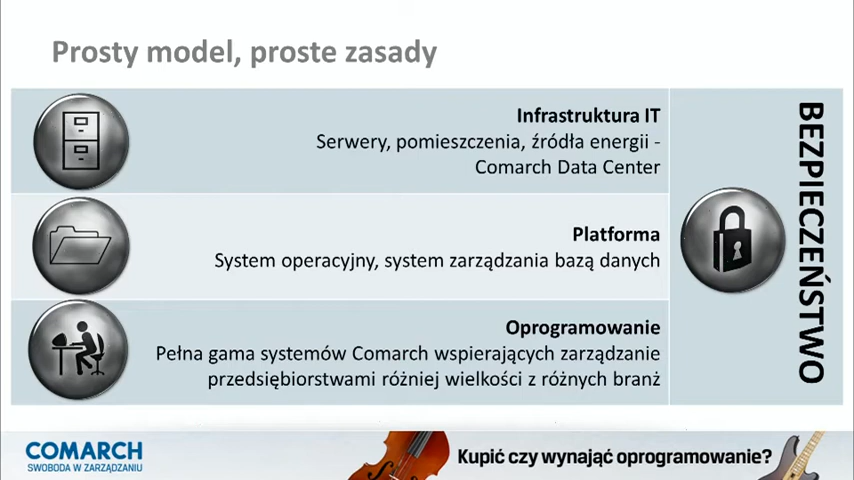 Prosty model, proste zasady
Infrastruktura IT
Serwery, pomieszczenia, źródła energii -
Comarch Data Center
Platforma
System operacyjny, system zarządzania bazą danych
Oprogramowanie
Pełna gama systemów Comarch wspierających zarządzanie
przedsiębiorstwami różniej wielkości z różnych branż
BEZPIECZEŃSTWO
COMARCH
SWOBODA W ZARZĄDZANIU
Kupić czy wynająć oprogramowanie?